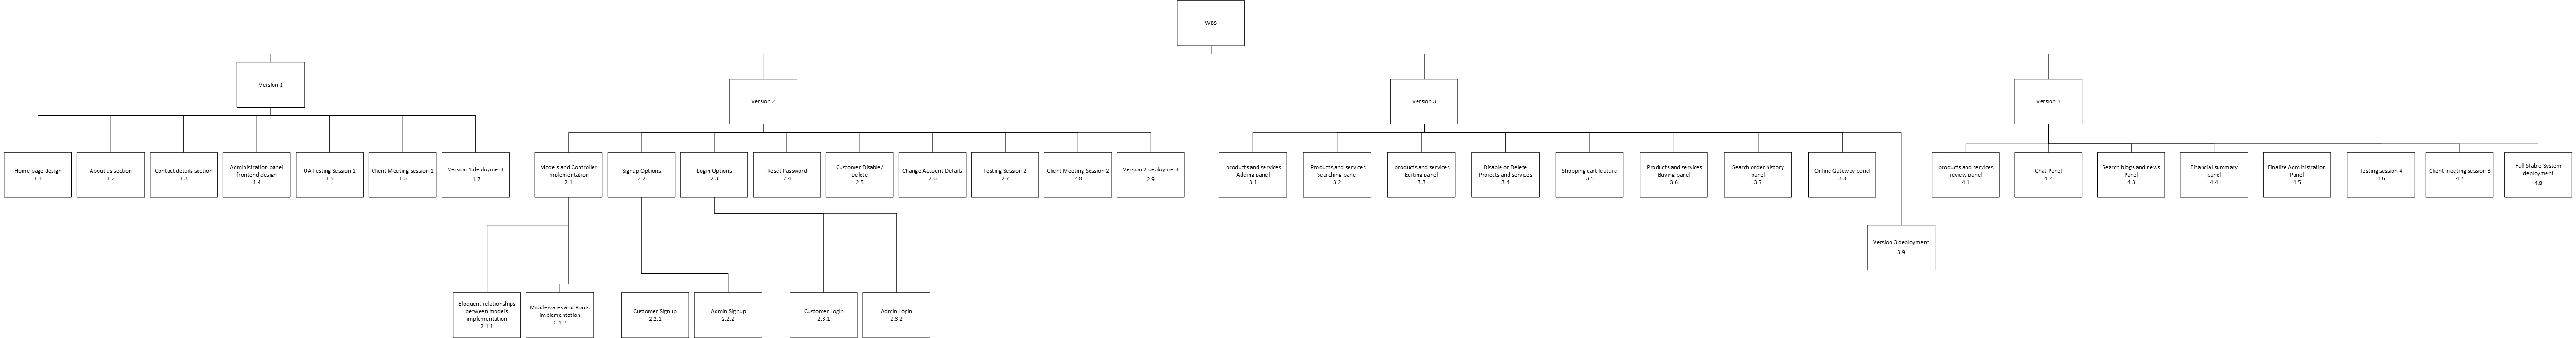 WBS
Version 1
Version 2
Version 3
Version 4
Home page design
1.1
About us section
1.2
Contact details section
1.3
Administration panel
frontend design
1.4
UA Testing Session 1
1.5
Client Meeting session 1
1.6
Version 1 deployment
1.7
Models and Controller
implementation
2.1
Signup Options
2.2
Login Options
2.3
Reset Password
2.4
Customer Disable/
Delete
2.5
Change Account Details
2.6
Testing Session 2
2.7
Client Meeting Session 2
2.8
Version 2 deployment
2.9
products and services
Adding panel
3.1
Products and services
Searching panel
3.2
products and services
Editing panel
3.3
Disable or Delete
Projects and services
3.4
Shopping cart feature
3.5
Products and services
Buying panel
3.6
Search order history
panel
3.7
Online Gateway panel
3.8
products and services
review panel
4.1
Chat Panel
4.2
Search blogs and news
Panel
4.3
Financial summary
panel
4.4
Finalize Administration
Panel
4.5
Testing session 4
4.6
Client meeting session 3
4.7
Full Stable System
deployment
4.8
Version 3 deployment
3.9
Eloquent relationships
between models
implementation
2.1.1
Middlewares and Routs
implementation
2.1.2
Customer Signup
2.2.1
Admin Signup
2.2.2
Customer Login
2.3.1
Admin Login
2.3.2